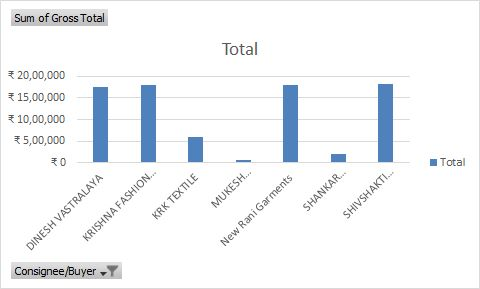 Sum of Gross Total
Total
₹ 20,00,000
₹ 15,00,000
₹ 10,00,000
₹ 5,00,000
₹ 0
DINESH VASTRALAYA
KRISHNA FASHION...
KRK TEXTILE
MUKESH...
New Rani Garments
SHANKAR...
SHIVSHAKTI...
Total
Consignee/Buyer